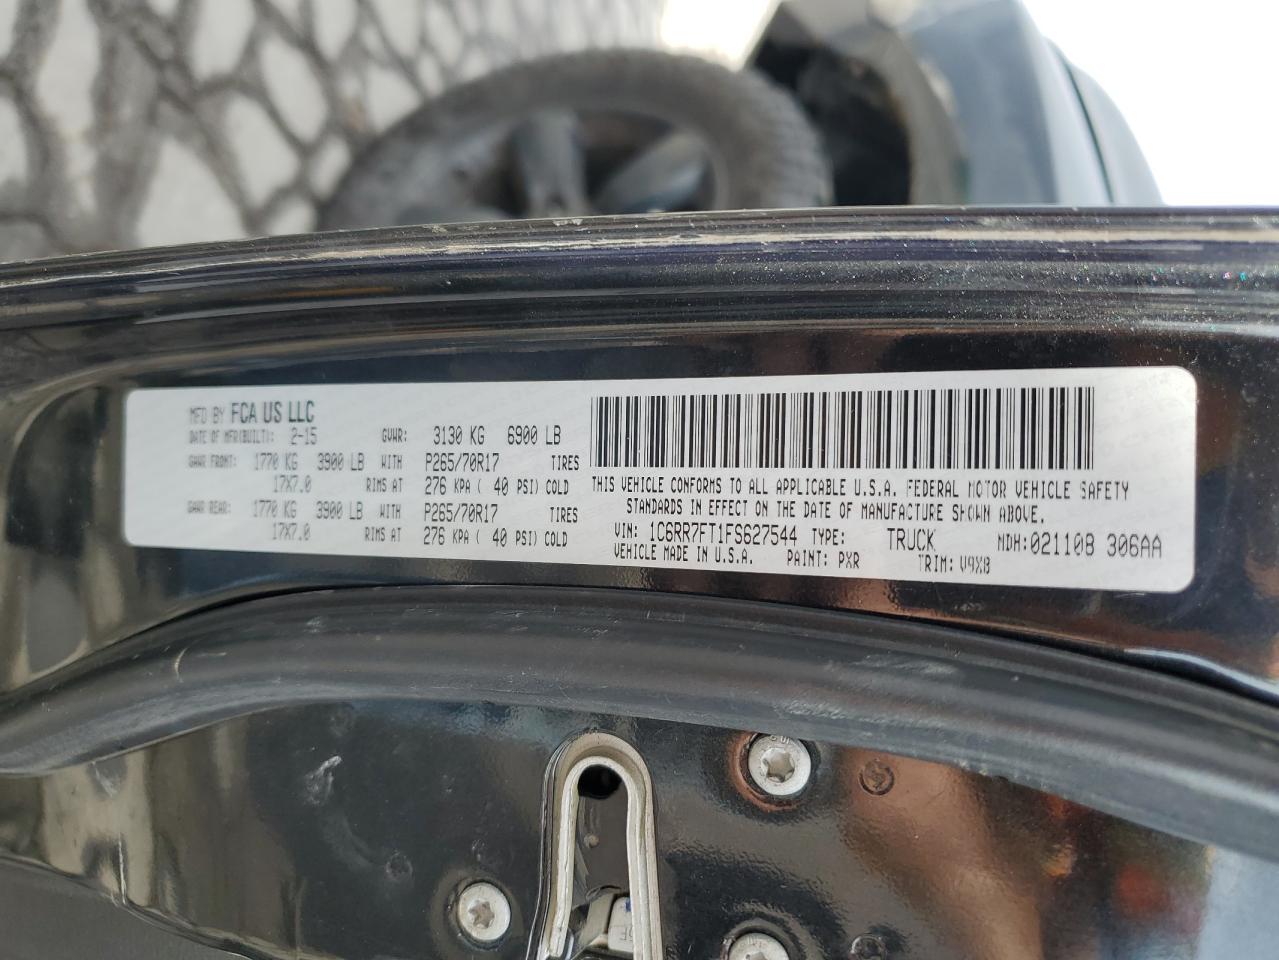 MFD BY FCA US LLC
DATE OF MFR(BUILT): 2-15 GVWR: 3130 KG 6900 LB
GAWR FRONT: 1770 KG 3900 LB WITH P265/70R17 TIRES
17X7.0 RIMS AT 276 KPA ( 40 PSI) COLD
GAWR REAR: 1770 KG 3900 LB WITH P265/70R17 TIRES
17X7.0 RIMS AT 276 KPA ( 40 PSI) COLD
THIS VEHICLE CONFORMS TO ALL APPLICABLE U.S.A. FEDERAL MOTOR VEHICLE SAFETY
STANDARDS IN EFFECT ON THE DATE OF MANUFACTURE SHOWN ABOVE.
VIN: 1C6RR7FT1FS627544 TYPE: TRUCK MDH:021108 306AA
VEHICLE MADE IN U.S.A. PAINT: PXR TRIM: V9X8